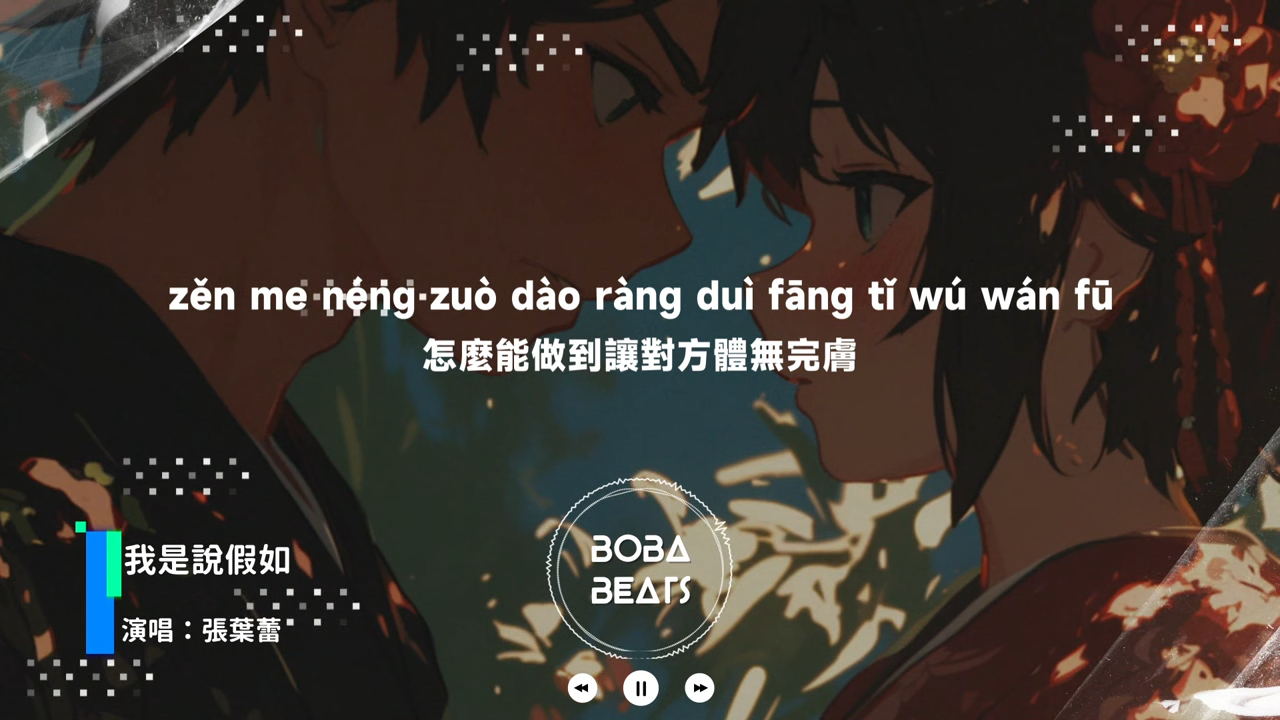 zěn me néng zuò dào ràng duì fāng tǐ wú wán fū
怎麼能做到讓對方體無完膚
我是說假如
演唱：張葉蕾
BOBA
BEATS